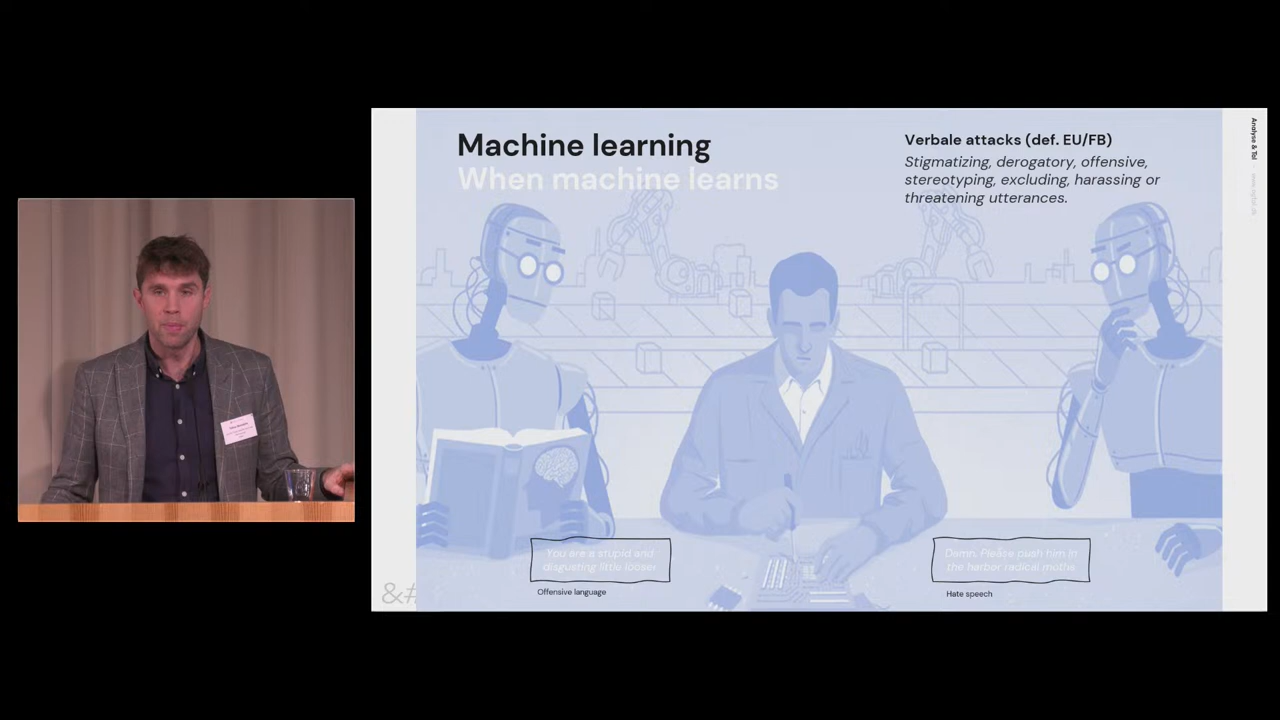 Machine learning
When machine learns
Verbale attacks (def. EU/FB)
Stigmatizing, derogatory, offensive,
stereotyping, excluding, harassing or
threatening utterances.
Analyse & Tal
You are a stupid and
disgusting little looser
Offensive language
Damn. Please push him in
the harbor radical mothe
Hate speech
&#